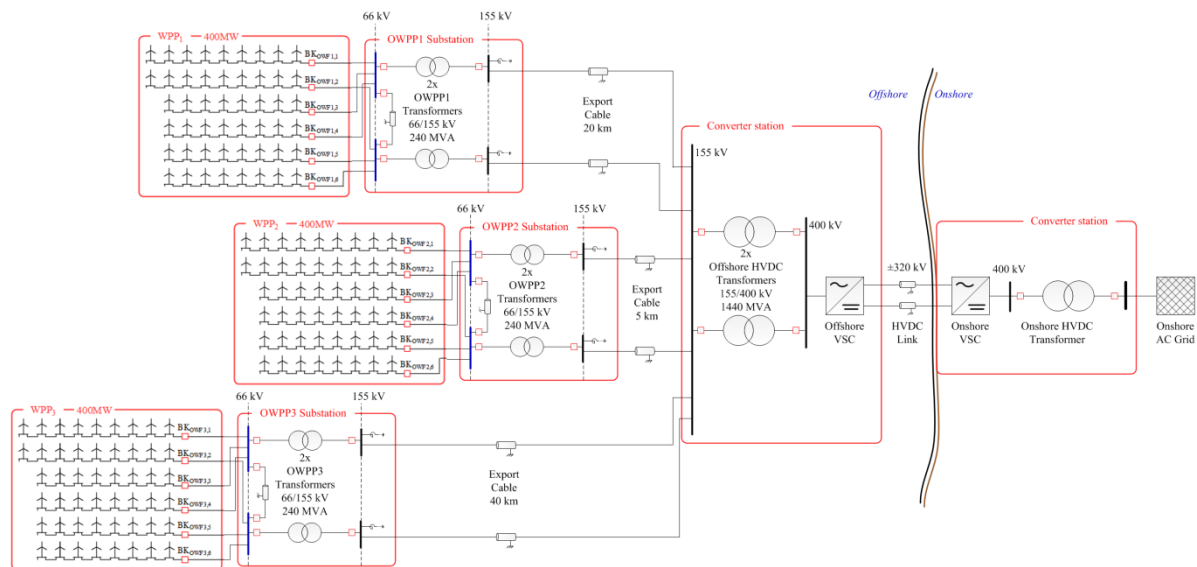 66 kV
155 kV
WPP1 400MW
OWPP1 Substation
BKOWF1,1
BKOWF1,2
BKOWF1,3
BKOWF1,4
BKOWF1,5
BKOWF1,6
2x
OWPP1
Transformers
66/155 kV
240 MVA
Export
Cable
20 km
Offshore
Onshore
Converter station
155 kV
2x
Offshore HVDC
Transformers
155/400 kV
1440 MVA
400 kV
Offshore
VSC
±320 kV
HVDC
Link
Converter station
Onshore
VSC
400 kV
Onshore HVDC
Transformer
Onshore
AC Grid
66 kV
155 kV
WPP2 400MW
OWPP2 Substation
BKOWF2,1
BKOWF2,2
BKOWF2,3
BKOWF2,4
BKOWF2,5
BKOWF2,6
2x
OWPP2
Transformers
66/155 kV
240 MVA
Export
Cable
5 km
66 kV
155 kV
WPP3 400MW
OWPP3 Substation
BKOWF3,1
BKOWF3,2
BKOWF3,3
BKOWF3,4
BKOWF3,5
BKOWF3,6
2x
OWPP3
Transformers
66/155 kV
240 MVA
Export
Cable
40 km